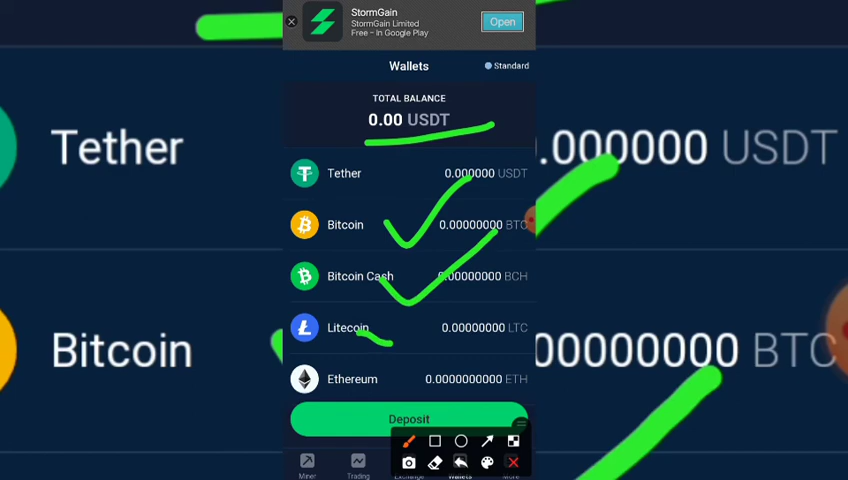 StormGain
StormGain Limited
Free - In Google Play
Open
Wallets
Standard
TOTAL BALANCE
0.00 USDT
Tether
0.000000 USDT
Bitcoin
0.00000000 BTC
Bitcoin Cash
0.00000000 BCH
Litecoin
0.00000000 LTC
Ethereum
0.0000000000 ETH
Deposit
Miner
Trading
Exchange
Wallets
More
Tether
.000000 USDT
Bitcoin
00000000 BTC